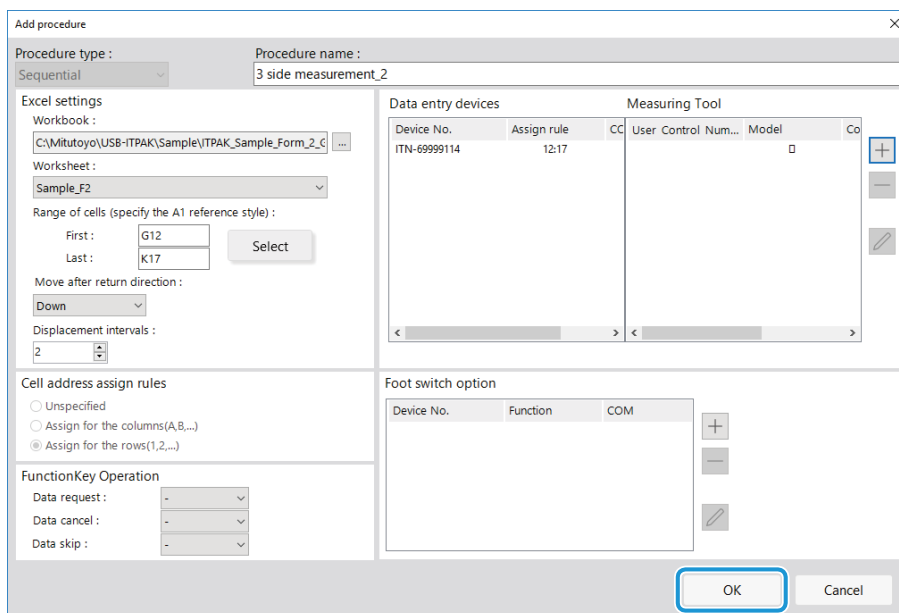 Add procedure
Procedure type :
Sequential
Procedure name :
3 side measurement_2
Excel settings
Workbook :
C:\Mitutoyo\USB-ITPAK\Sample\ITPAK_Sample_Form_2_G
...
Worksheet :
Sample_F2
Range of cells (specify the A1 reference style) :
First :
G12
Last :
K17
Select
Move after return direction :
Down
Displacement intervals :
2
Cell address assign rules
Unspecified
Assign for the columns(A,B,...)
Assign for the rows(1,2,...)
FunctionKey Operation
Data request :
-
Data cancel :
-
Data skip :
-
Data entry devices
Measuring Tool
Device No. Assign rule CC User Control Num... Model Co
ITN-69999114 12:17
Foot switch option
Device No. Function COM
OK Cancel